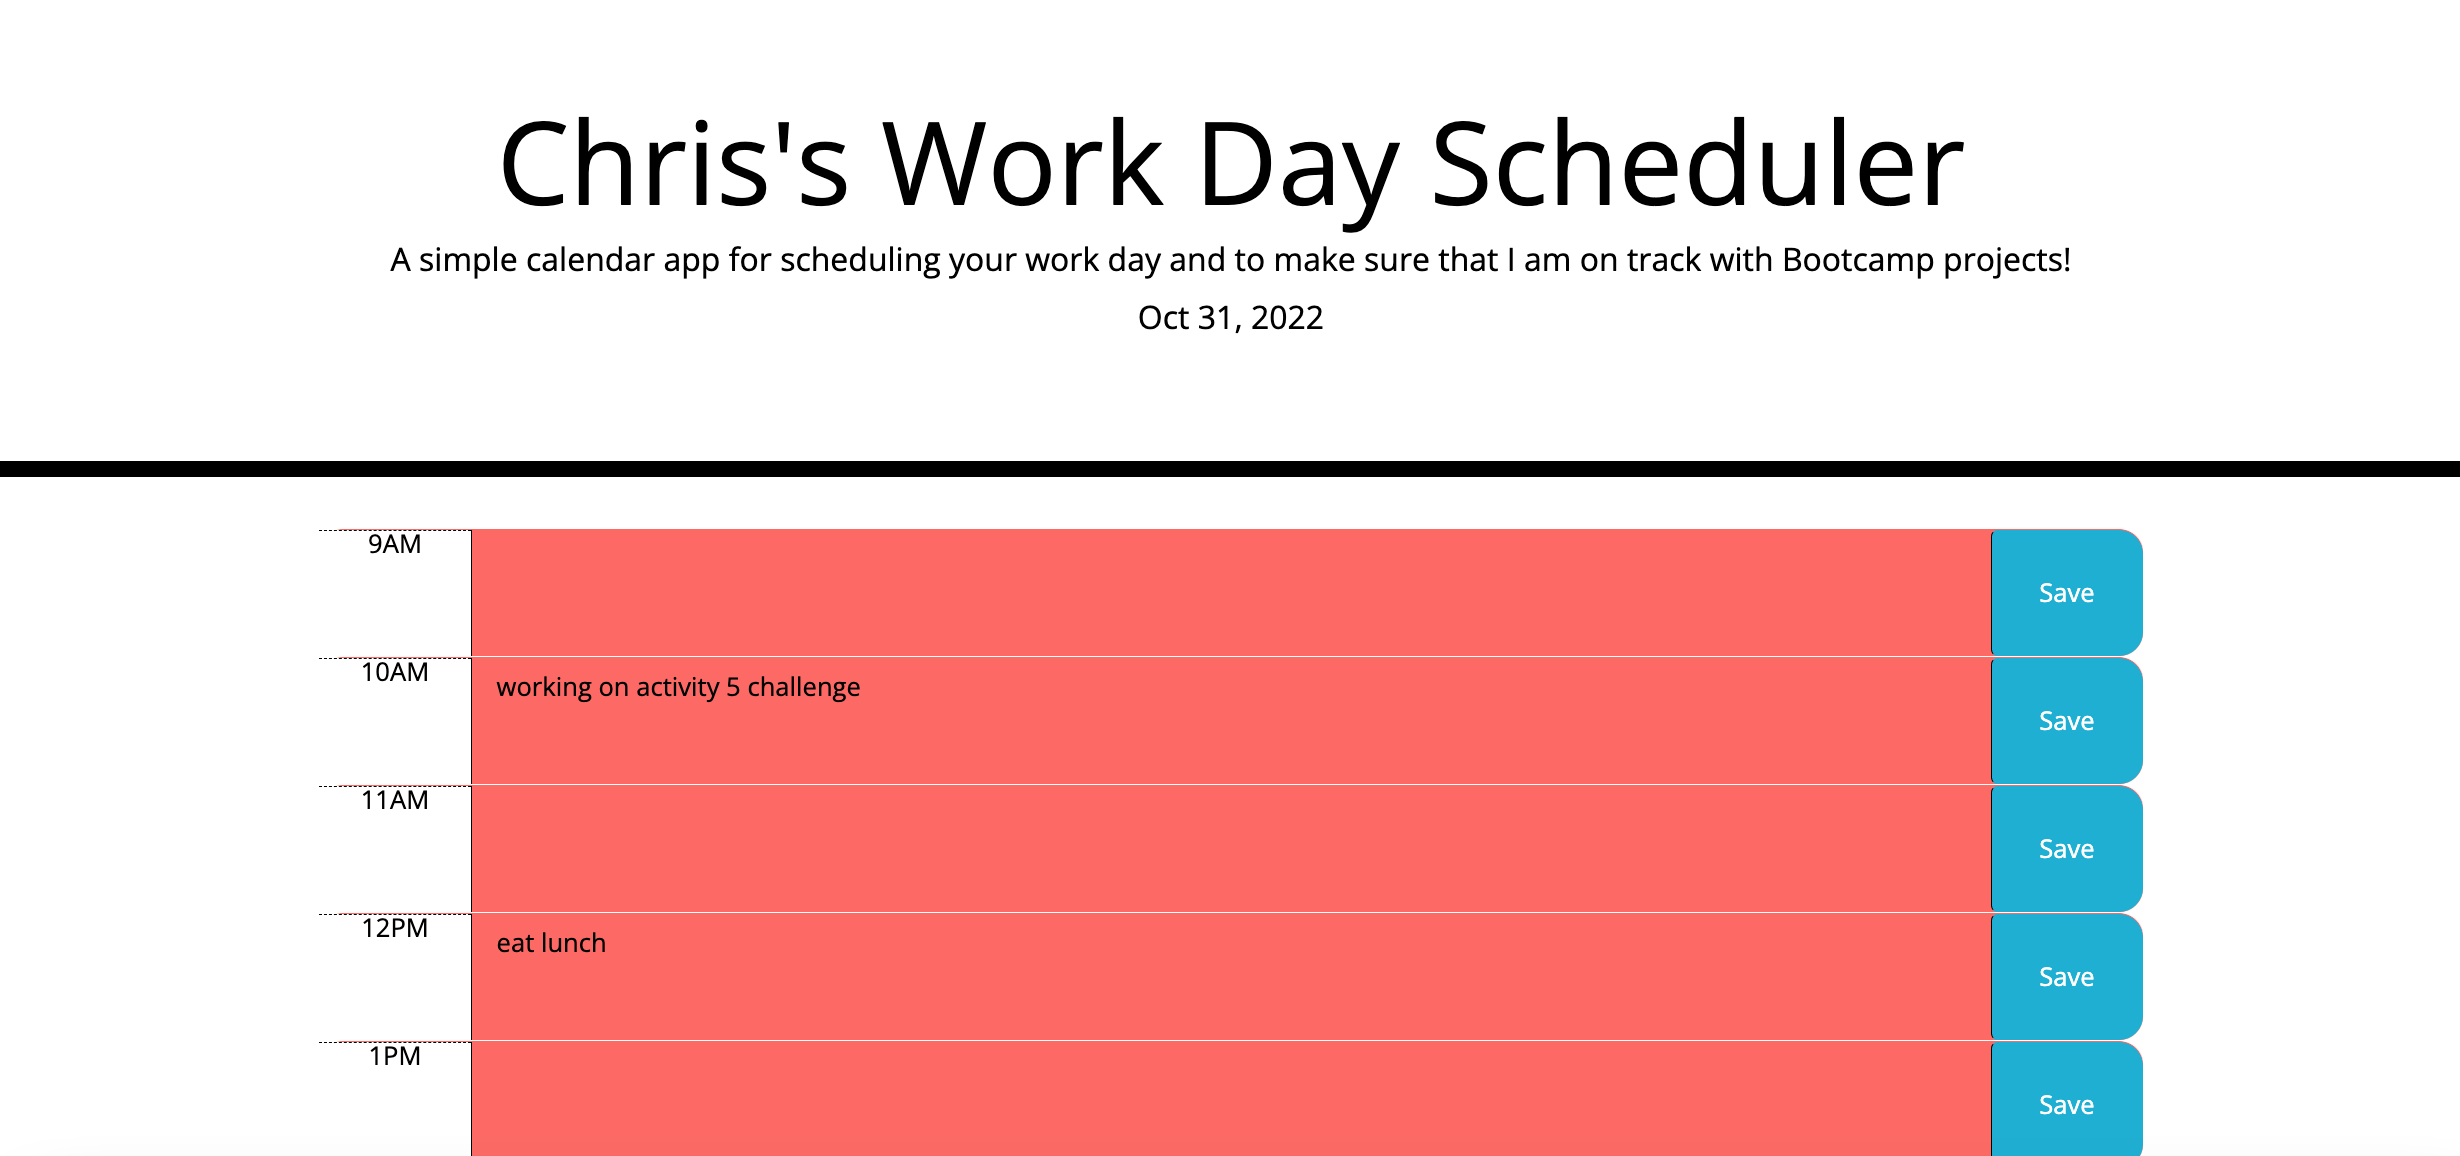 Chris's Work Day Scheduler
A simple calendar app for scheduling your work day and to make sure that I am on track with Bootcamp projects!
Oct 31, 2022
9AM
Save
10AM
working on activity 5 challenge
Save
11AM
Save
12PM
eat lunch
Save
1PM
Save